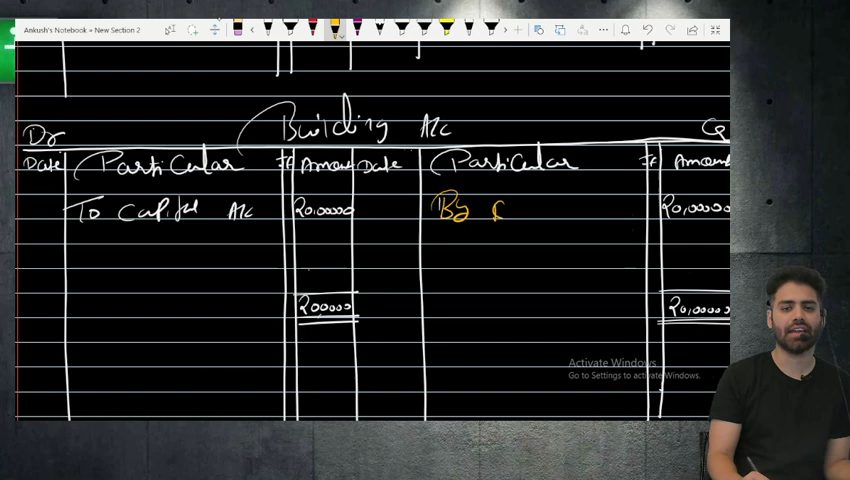 Ankush's Notebook » New Section 2
Building A/c
Dr Cr
Date Particular JF Amount Date Particular JF Amount
To Capital A/c 20,00000 By 20,00000
2000000 20,00000
Activate Windows
Go to Settings to activate Windows.